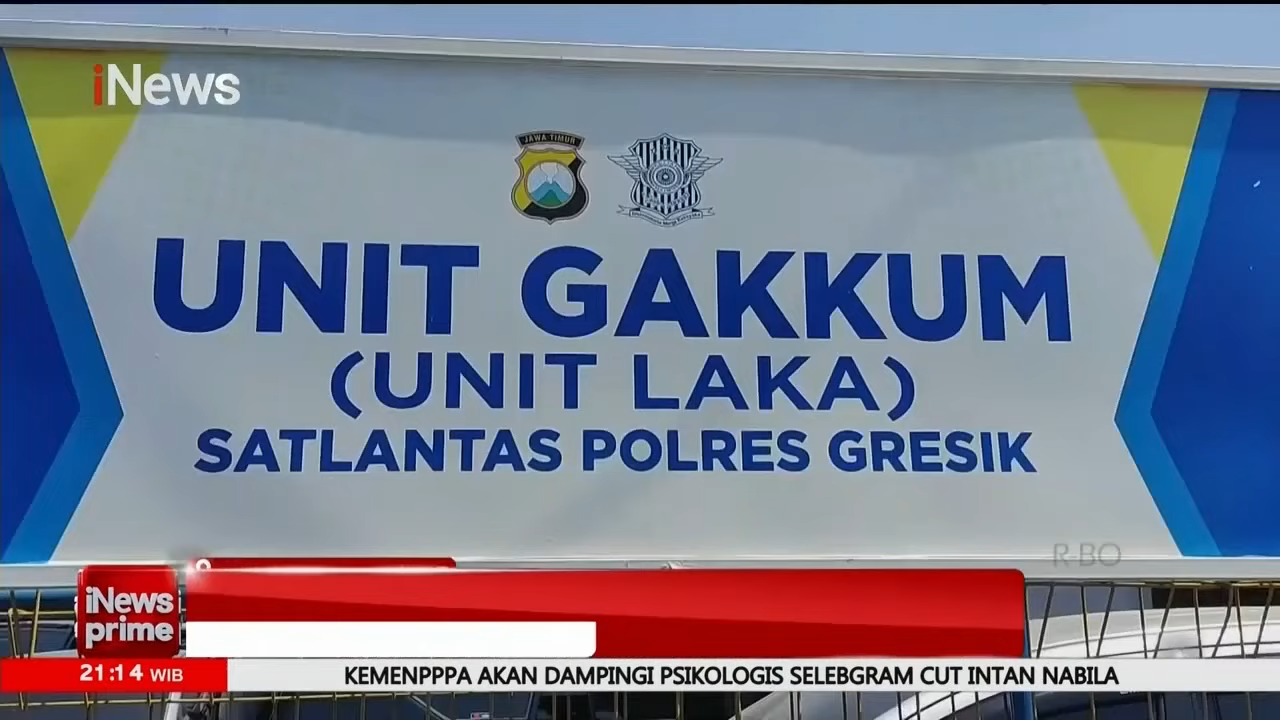 iNews
JAWA TIMUR
UNIT GAKKUM
(UNIT LAKA)
SATLANTAS POLRES GRESIK
R-BO
iNews
prime
21:14 WIB
KEMENPPPA AKAN DAMPINGI PSIKOLOGIS SELEBGRAM CUT INTAN NABILA